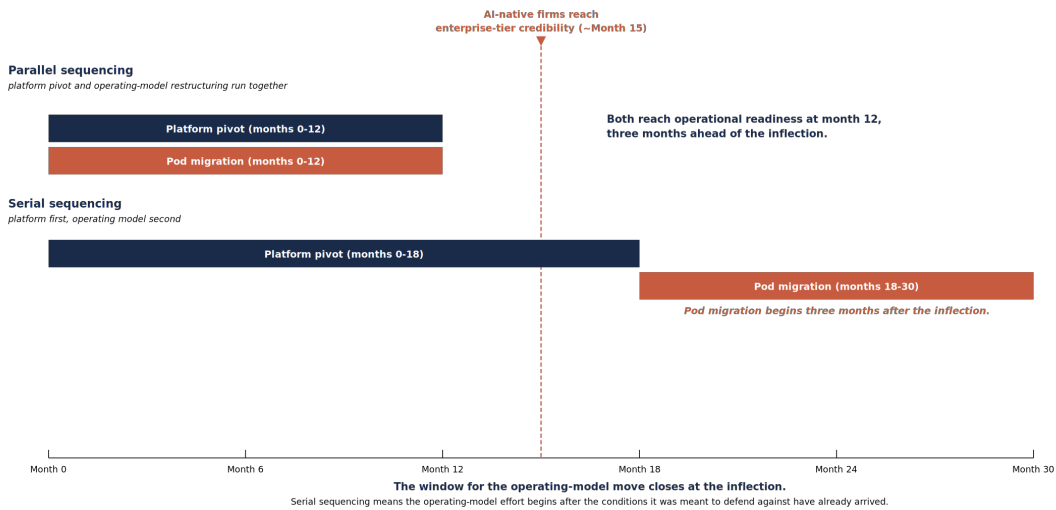 AI-native firms reach
enterprise-tier credibility (~Month 15)
Parallel sequencing
platform pivot and operating-model restructuring run together
Platform pivot (months 0-12)
Both reach operational readiness at month 12,
three months ahead of the inflection.
Pod migration (months 0-12)
Serial sequencing
platform first, operating model second
Platform pivot (months 0-18)
Pod migration (months 18-30)
Pod migration begins three months after the inflection.
Month 0
Month 6
Month 12
Month 18
Month 24
Month 30
The window for the operating-model move closes at the inflection.
Serial sequencing means the operating-model effort begins after the conditions it was meant to defend against have already arrived.